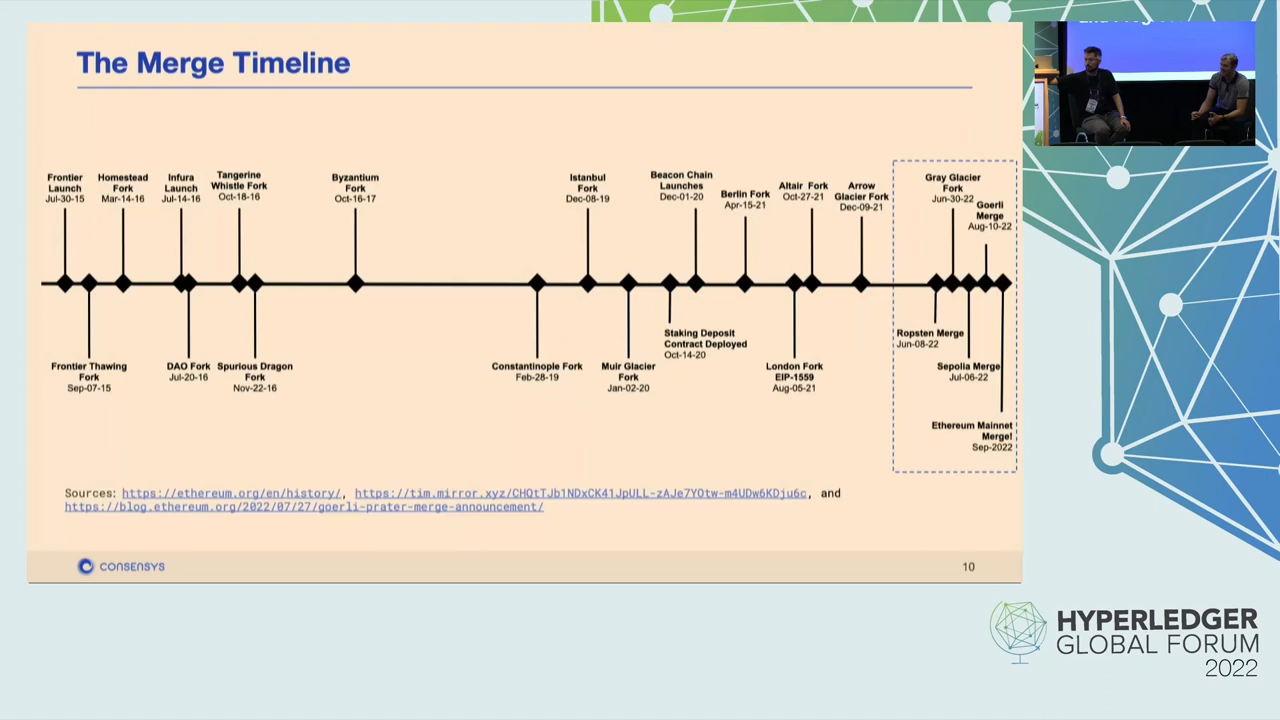 The Merge Timeline
Frontier
Launch
Jul-30-15
Homestead
Fork
Mar-14-16
Infura
Launch
Jul-14-16
Tangerine
Whistle Fork
Oct-18-16
Byzantium
Fork
Oct-16-17
Istanbul
Fork
Dec-08-19
Beacon Chain
Launches
Dec-01-20
Berlin Fork
Apr-15-21
Altair Fork
Oct-27-21
Arrow
Glacier Fork
Dec-09-21
Gray Glacier
Fork
Jun-30-22
Goerli
Merge
Aug-10-22
Frontier Thawing
Fork
Sep-07-15
DAO Fork
Jul-20-16
Spurious Dragon
Fork
Nov-22-16
Constantinople Fork
Feb-28-19
Muir Glacier
Fork
Jan-02-20
Staking Deposit
Contract Deployed
Oct-14-20
London Fork
EIP-1559
Aug-05-21
Ropsten Merge
Jun-08-22
Sepolia Merge
Jul-06-22
Ethereum Mainnet
Merge!
Sep-2022
Sources: https://ethereum.org/en/history/, https://tim.mirror.xyz/CHQtTJb1NDxCK41JpULL-zAJe7YOtw-m4UDw6KDju6c, and
https://blog.ethereum.org/2022/07/27/goerli-prater-merge-announcement/
CONSENSYS
10
HYPERLEDGER
GLOBAL FORUM
2022